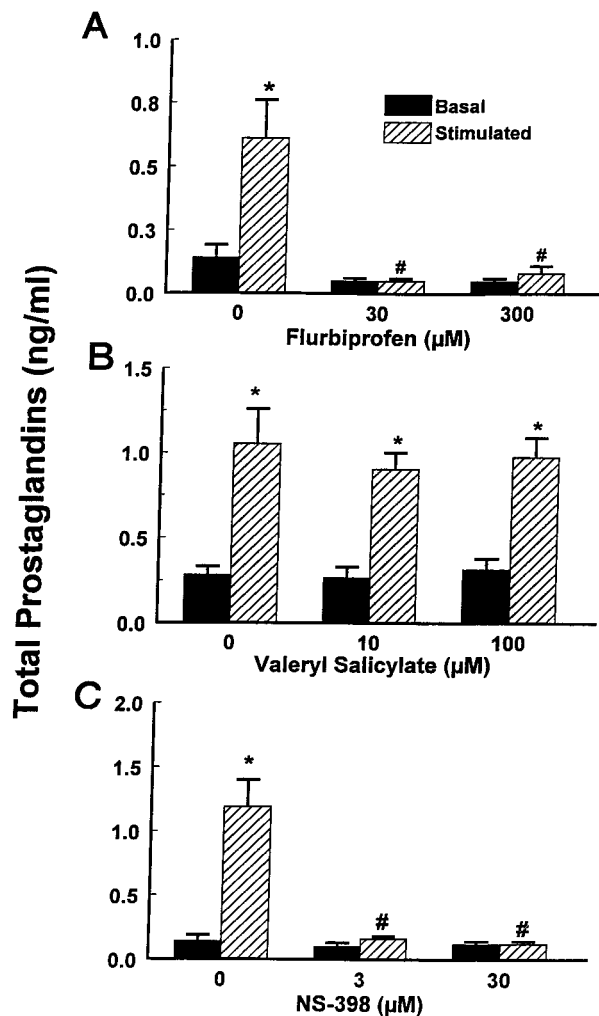 A
1.0
0.8
0.5
0.3
0.0
*
#
#
Basal
Stimulated
0 30 300
Flurbiprofen (µM)
Total Prostaglandins (ng/ml)
B
1.5
1.0
0.5
0.0
*
*
*
0 10 100
Valeryl Salicylate (µM)
C
2.0
1.5
1.0
0.5
0.0
*
#
#
0 3 30
NS-398 (µM)